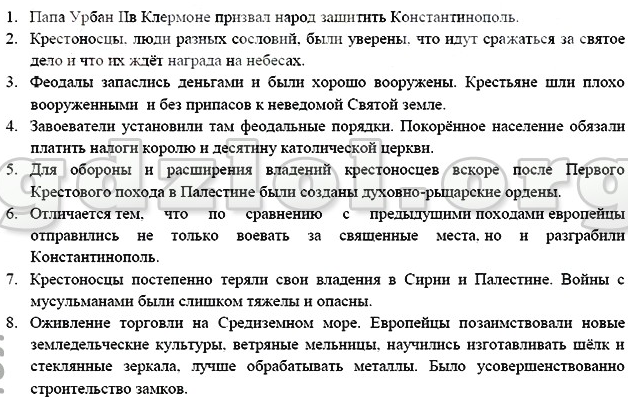 1. Папа Урбан IIв Клермоне призвал народ защитить Константинополь.
2. Крестоносцы, люди разных сословий, были уверены, что идут сражаться за святое
дело и что их ждёт награда на небесах.
3. Феодалы запаслись деньгами и были хорошо вооружены. Крестьяне шли плохо
вооруженными и без припасов к неведомой Святой земле.
4. Завоеватели установили там феодальные порядки. Покорённое население обязали
платить налоги королю и десятину католической церкви.
5. Для обороны и расширения владений крестоносцев вскоре после Первого
Крестового похода в Палестине были созданы духовно-рыцарские ордены.
6. Отличается тем, что по сравнению с предыдущими походами европейцы
отправились не только воевать за священные места, но и разграбили
Константинополь.
7. Крестоносцы постепенно теряли свои владения в Сирии и Палестине. Войны с
мусульманами были слишком тяжелы и опасны.
8. Оживление торговли на Средиземном море. Европейцы позаимствовали новые
земледельческие культуры, ветряные мельницы, научились изготавливать шёлк и
стеклянные зеркала, лучше обрабатывать металлы. Было усовершенствованно
строительство замков.
gdzlol.org